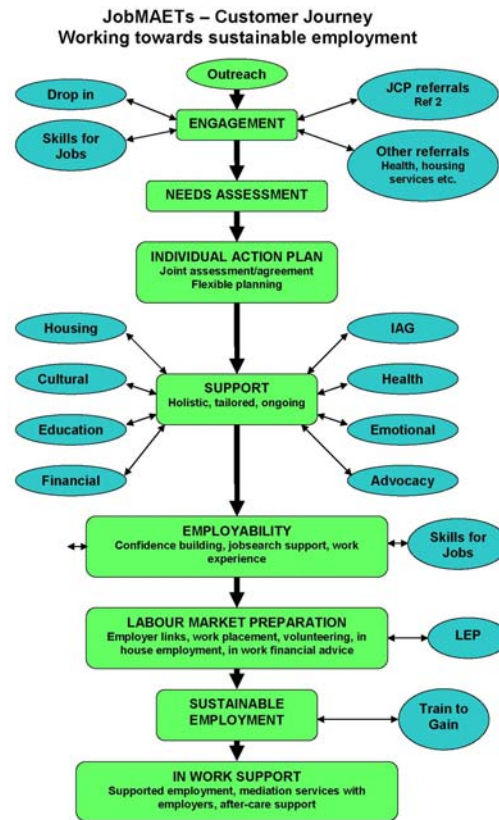 JobMAETs – Customer Journey
Working towards sustainable employment
Outreach
Drop in
JCP referrals
Ref 2
ENGAGEMENT
Skills for
Jobs
Other referrals
Health, housing
services etc.
NEEDS ASSESSMENT
INDIVIDUAL ACTION PLAN
Joint assessment/agreement
Flexible planning
Housing
IAG
Cultural
SUPPORT
Holistic, tailored, ongoing
Health
Education
Emotional
Financial
Advocacy
EMPLOYABILITY
Confidence building, jobsearch support, work
experience
Skills for
Jobs
LABOUR MARKET PREPARATION
Employer links, work placement, volunteering, in
house employment, in work financial advice
LEP
SUSTAINABLE
EMPLOYMENT
Train to
Gain
IN WORK SUPPORT
Supported employment, mediation services with
employers, after-care support